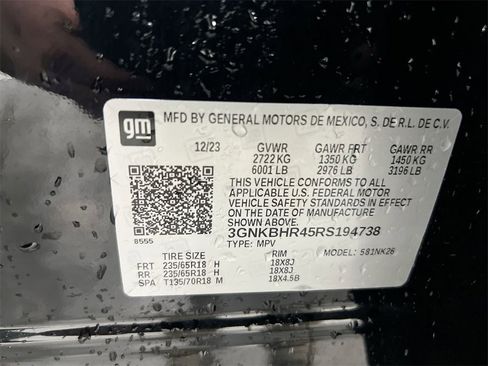 gm MFD BY GENERAL MOTORS DE MEXICO, S. DE R.L. DE C.V.
12/23 GVWR GAWR FRT GAWR RR
2722 KG 1350 KG 1450 KG
6001 LB 2976 LB 3196 LB
THIS VEHICLE CONFORMS TO ALL
APPLICABLE U.S. FEDERAL MOTOR
VEHICLE SAFETY STANDARDS IN
EFFECT ON THE DATE OF MANUFACTURE
SHOWN ABOVE.
3GNKBHR45RS194738
8555 TYPE: MPV
MODEL: 581NK26
TIRE SIZE RIM
FRT 235/65R18 H 18X8J
RR 235/65R18 H 18X8J
SPA T135/70R18 M 18X4.5B